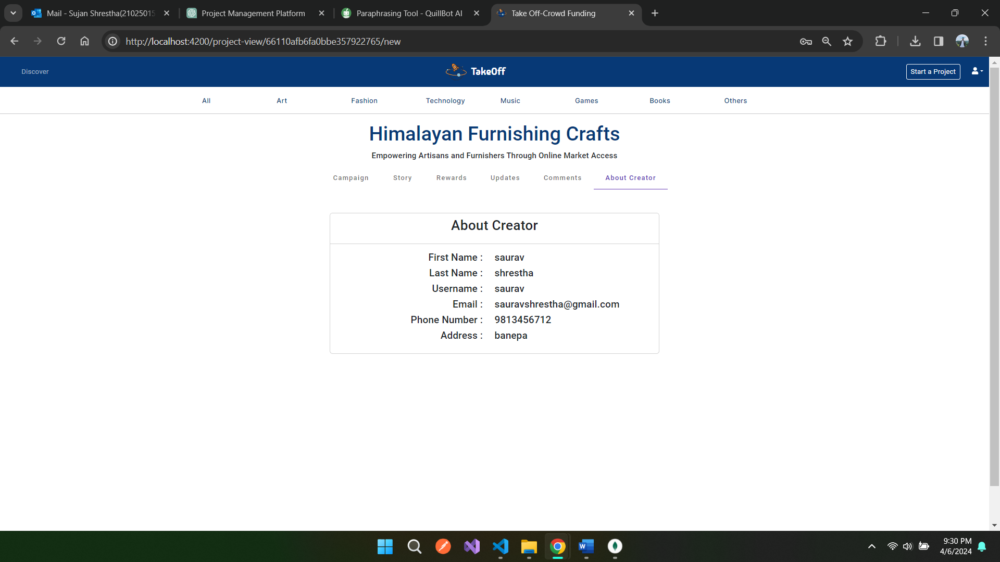 Mail - Sujan Shrestha(21025015
Project Management Platform
Paraphrasing Tool - QuillBot AI
Take Off-Crowd Funding
http://localhost:4200/project-view/66110afb6fa0bbe357922765/new
Discover
TakeOff
Start a Project
All
Art
Fashion
Technology
Music
Games
Books
Others
Himalayan Furnishing Crafts
Empowering Artisans and Furnishers Through Online Market Access
Campaign
Story
Rewards
Updates
Comments
About Creator
About Creator
First Name : saurav
Last Name : shrestha
Username : saurav
Email : sauravshrestha@gmail.com
Phone Number : 9813456712
Address : banepa
9:30 PM
4/6/2024